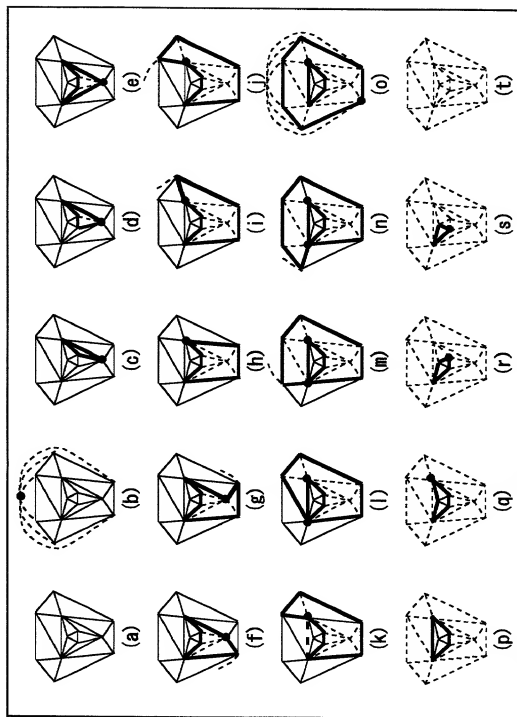 (a) (b) (c) (d) (e)
(f) (g) (h) (i) (j)
(k) (l) (m) (n) (o)
(p) (q) (r) (s) (t)